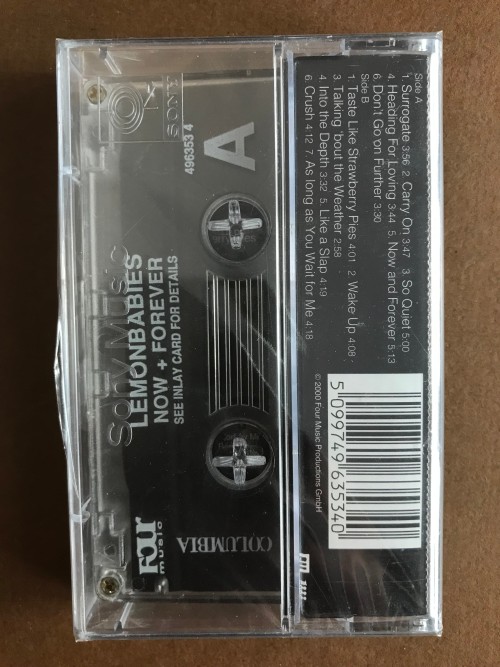 Side A
1. Surrogate 3:56 2. Carry On 3:47 3. So Quiet 5:00
4. Heading For Loving 3:44 5. Now and Forever 5:13
6. Don't Go on Further 3:30
Side B
1. Taste Like Strawberry Pies 4:01 2. Wake Up 4:08
3. Talking 'bout the Weather 2:58
4. Into the Depth 3:32 5. Like a Slap 4:19
6. Crush 4:12 7. As long as You Wait for Me 4:18
℗ 2000 Four Music Productions GmbH
5 099749 635340
SONY
496353 4
A
Sony Music
LEMONBABIES
NOW + FOREVER
SEE INLAY CARD FOR DETAILS
FOUR
music
COLUMBIA